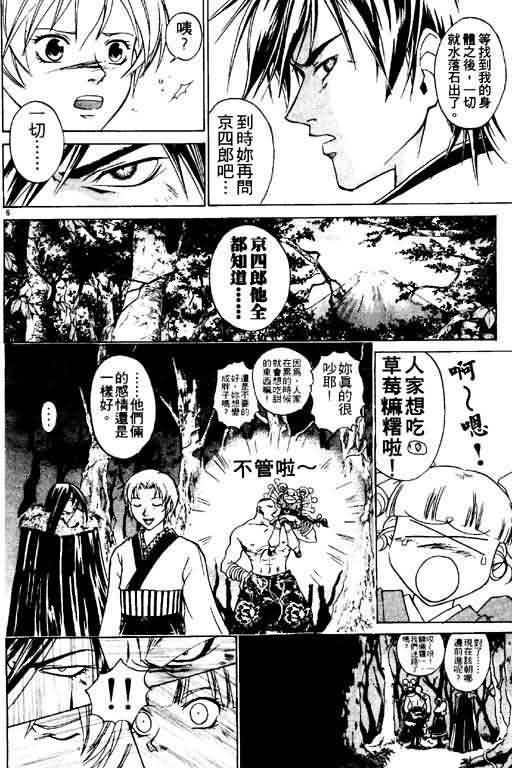 等找到我的身
體之後，一切
就水落石出了。
到時妳再問
京四郎吧…
咦？
一切……
6
京四郎他全
都知道……
啊～嗯！
人家想吃
草莓麻糬啦！
妳真的很
吵耶！
因為，人家
在累的時候
就會想吃甜
的東西嘛！
還是不要的
好，妳想變
成胖子嗎？
不管啦～
……他們倆
的感情還是
一樣好。
…
對了…
現在該朝哪
邊前進呢？
！！